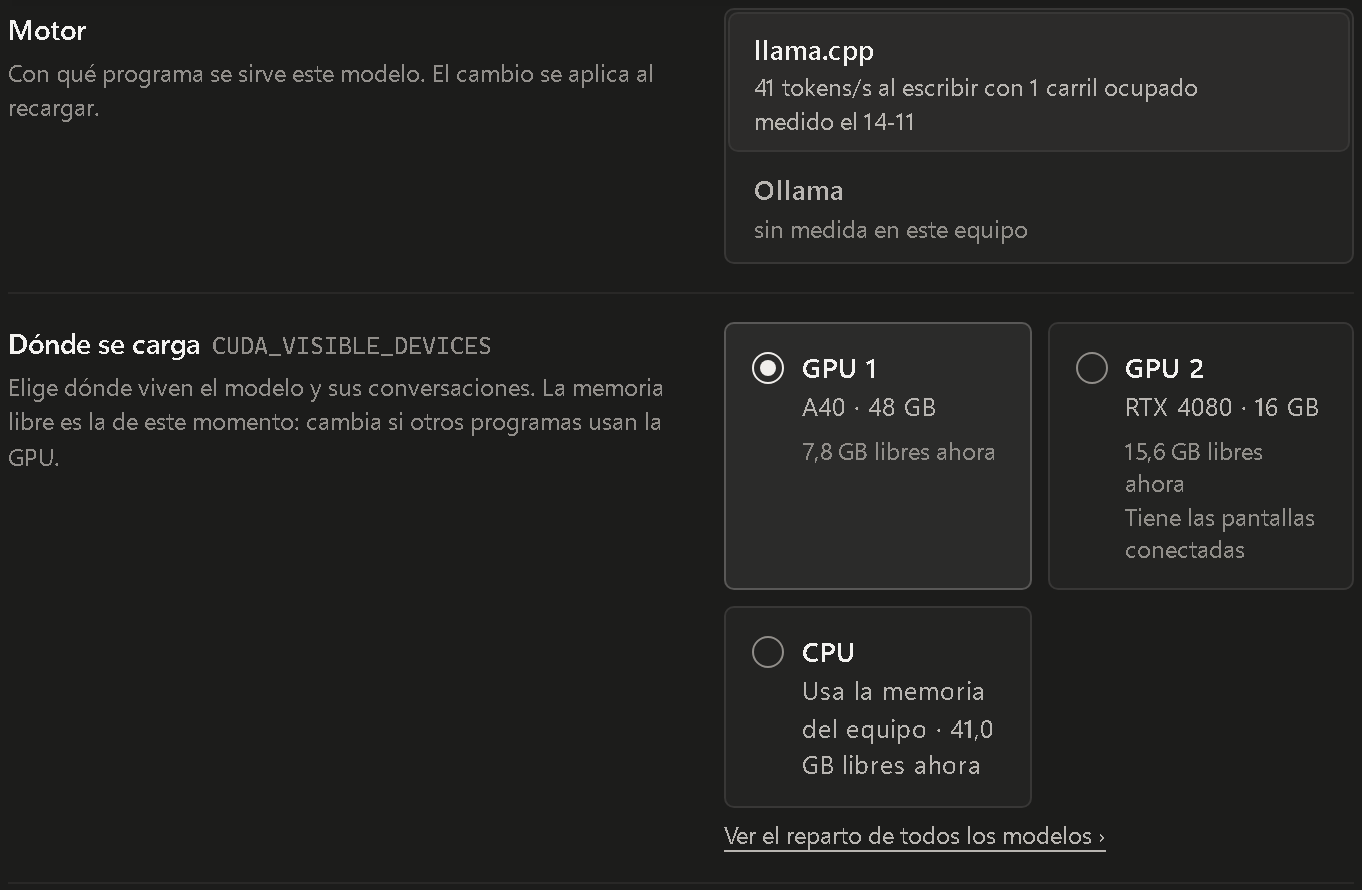 Motor
Con qué programa se sirve este modelo. El cambio se aplica al
recargar.
llama.cpp
41 tokens/s al escribir con 1 carril ocupado
medido el 14-11
Ollama
sin medida en este equipo
Dónde se carga CUDA_VISIBLE_DEVICES
Elige dónde viven el modelo y sus conversaciones. La memoria
libre es la de este momento: cambia si otros programas usan la
GPU.
GPU 1
A40 · 48 GB
7,8 GB libres ahora
GPU 2
RTX 4080 · 16 GB
15,6 GB libres
ahora
Tiene las pantallas
conectadas
CPU
Usa la memoria
del equipo · 41,0
GB libres ahora
Ver el reparto de todos los modelos ›